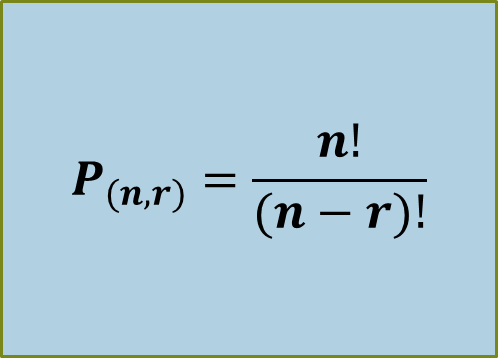 P(n,r) = n! / (n − r)!